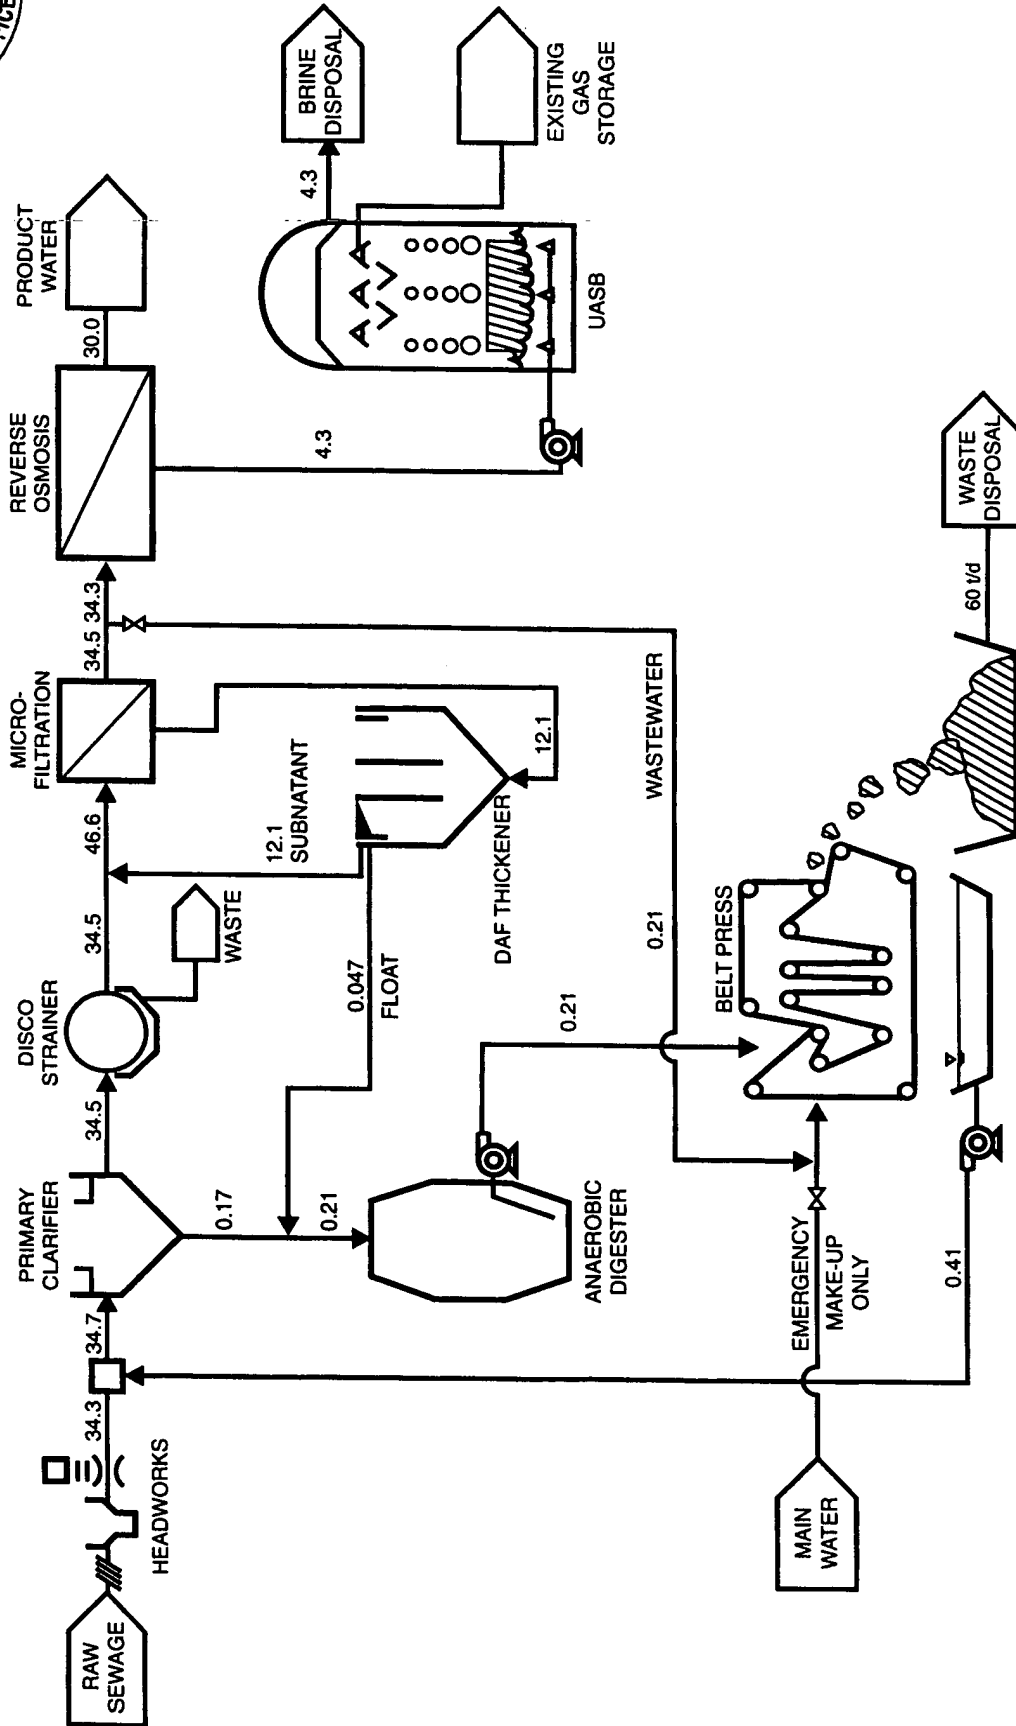 RAW
SEWAGE
HEADWORKS
34.3
34.7
PRIMARY
CLARIFIER
34.5
DISCO
STRAINER
WASTE
34.5
46.6
MICRO-
FILTRATION
34.5
34.3
REVERSE
OSMOSIS
30.0
PRODUCT
WATER
0.17
0.21
0.047
FLOAT
12.1
SUBNATANT
DAF THICKENER
12.1
4.3
4.3
BRINE
DISPOSAL
EXISTING
GAS
STORAGE
UASB
ANAEROBIC
DIGESTER
0.21
0.21
WASTEWATER
MAIN
WATER
EMERGENCY
MAKE-UP
ONLY
BELT PRESS
0.41
60 t/d
WASTE
DISPOSAL